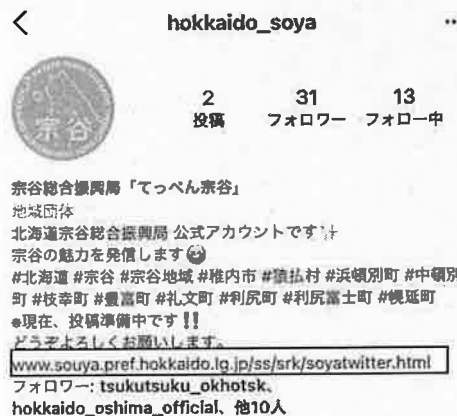 hokkaido_soya
宗谷
2 31 13
投稿 フォロワー フォロー中
宗谷総合振興局「てっぺん宗谷」
地域団体
北海道宗谷総合振興局 公式アカウントです✨
宗谷の魅力を発信します
#北海道 #宗谷 #宗谷地域 #稚内市 #猿払村 #浜頓別町 #中頓別
町 #枝幸町 #豊富町 #礼文町 #利尻町 #利尻富士町 #幌延町
●現在、投稿準備中です‼
どうぞよろしくお願いします。
www.souya.pref.hokkaido.lg.jp/ss/srk/soyatwitter.html
フォロワー: tsukutsuku_okhotsk、
hokkaido_oshima_official、他10人